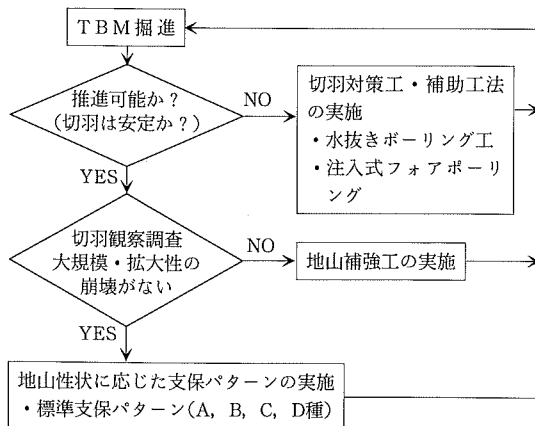 TBM掘進
推進可能か?
(切羽は安定か?)
NO
切羽対策工・補助工法
の実施
・水抜きボーリング工
・注入式フォアポーリ
ング
YES
切羽観察調査
大規模・拡大性の
崩壊がない
NO
地山補強工の実施
YES
地山性状に応じた支保パターンの実施
・標準支保パターン(A, B, C, D種)